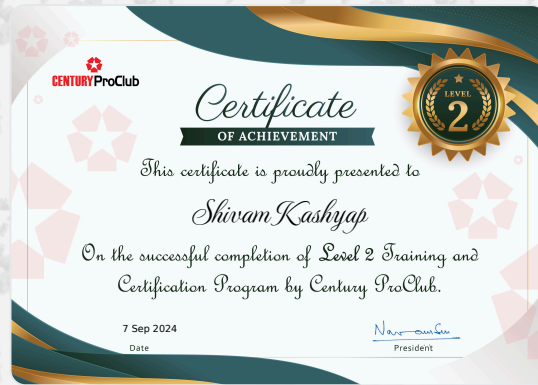 CENTURY ProClub
LEVEL
2
Certificate
OF ACHIEVEMENT
This certificate is proudly presented to
Shivam Kashyap
On the successful completion of Level 2 Training and
Certification Program by Century ProClub.
7 Sep 2024
Date
President